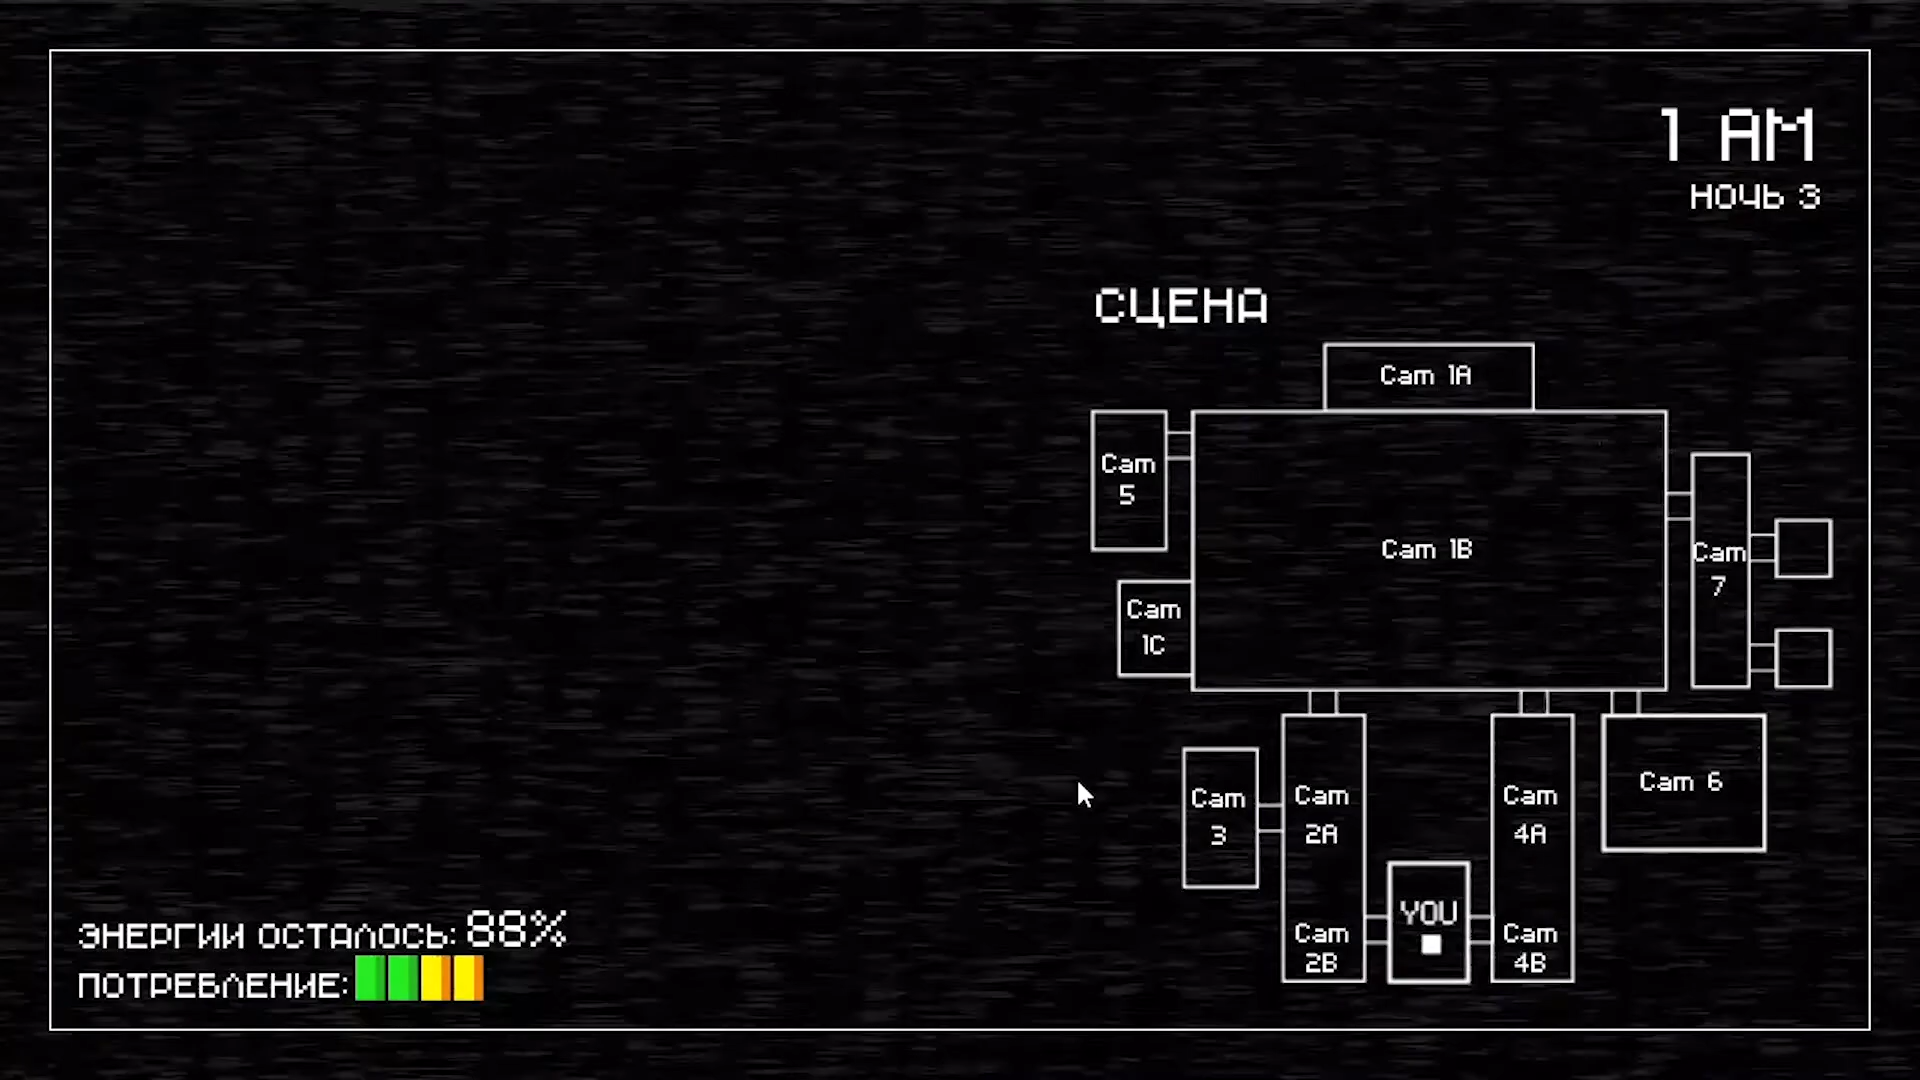 1 AM
НОЧЬ 3
СЦЕНА
Cam 1A
Cam
5
Cam 1B
Cam
7
Cam
1C
Cam
3
Cam
2A
Cam
4A
Cam 6
YOU
Cam
2B
Cam
4B
ЭНЕРГИИ ОСТАЛОСЬ: 88%
ПОТРЕБЛЕНИЕ: